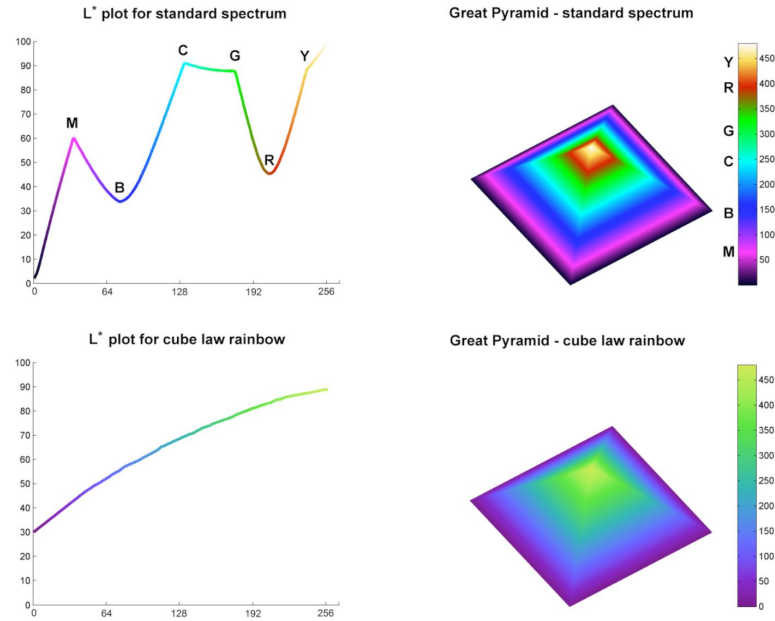 L* plot for standard spectrum
100
90
80
70
60
50
40
30
20
10
0
0 64 128 192 256
M
B
C
G
R
Y
Great Pyramid - standard spectrum
Y
R
G
C
B
M
450
400
350
300
250
200
150
100
50
L* plot for cube law rainbow
100
90
80
70
60
50
40
30
20
10
0
0 64 128 192 256
Great Pyramid - cube law rainbow
450
400
350
300
250
200
150
100
50
0